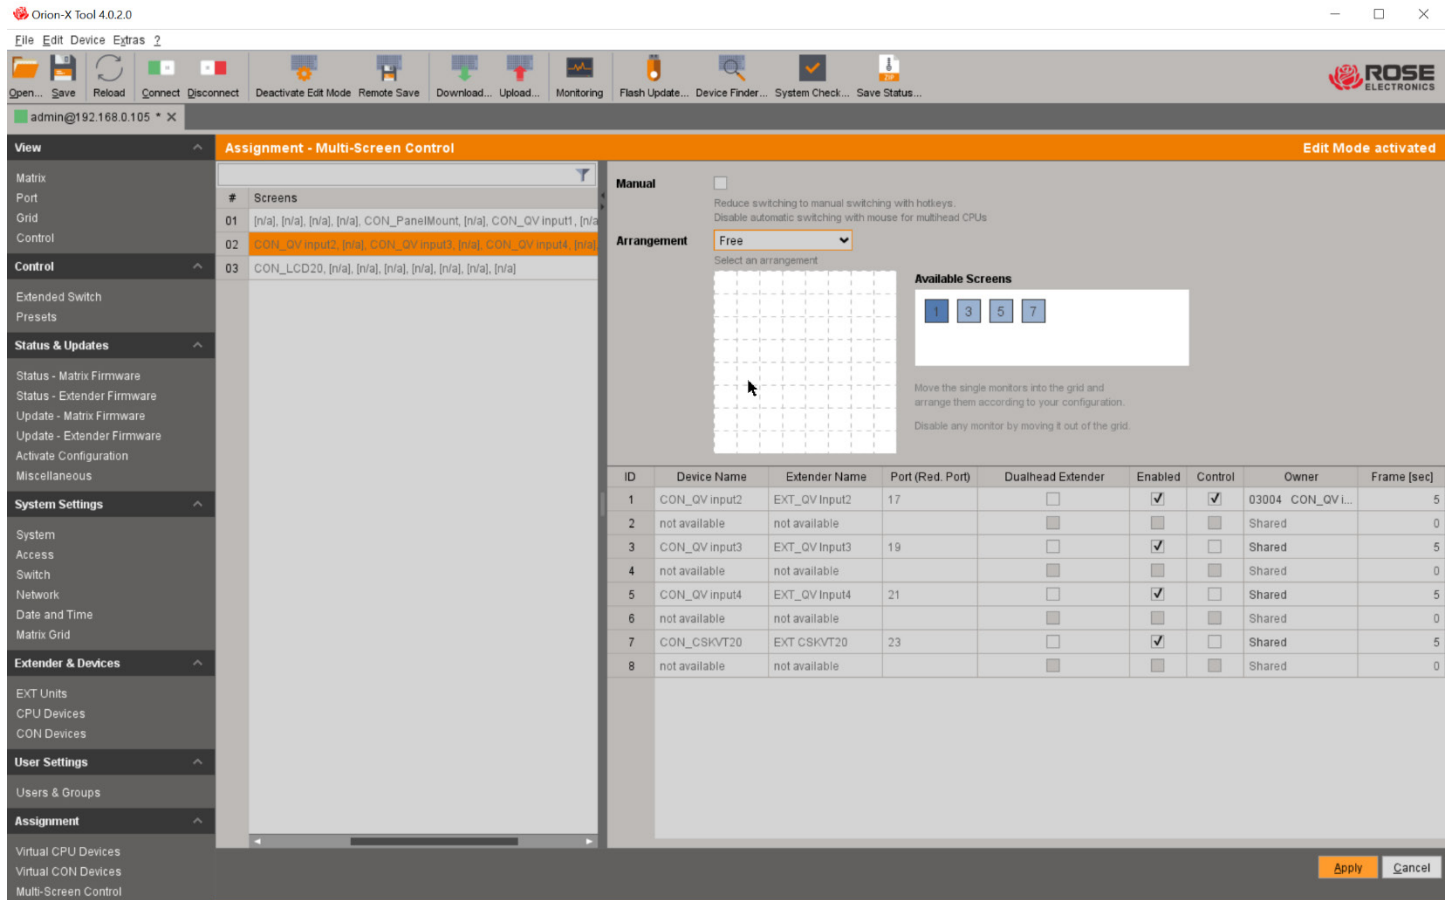 Orion-X Tool 4.0.2.0
File Edit Device Extras ?
Open... Save Reload Connect Disconnect Deactivate Edit Mode Remote Save Download... Upload... Monitoring Flash Update... Device Finder... System Check... Save Status...
ZIP
ROSE
ELECTRONICS
admin@192.168.0.105 *
View
Matrix
Port
Grid
Control
Control
Extended Switch
Presets
Status & Updates
Status - Matrix Firmware
Status - Extender Firmware
Update - Matrix Firmware
Update - Extender Firmware
Activate Configuration
Miscellaneous
System Settings
System
Access
Switch
Network
Date and Time
Matrix Grid
Extender & Devices
EXT Units
CPU Devices
CON Devices
User Settings
Users & Groups
Assignment
Virtual CPU Devices
Virtual CON Devices
Multi-Screen Control
Assignment - Multi-Screen Control Edit Mode activated
# Screens
01 [n/a], [n/a], [n/a], [n/a], CON_PanelMount, [n/a], CON_QV input1, [n/a
02 CON_QV input2, [n/a], CON_QV input3, [n/a], CON_QV input4, [n/a],
03 CON_LCD20, [n/a], [n/a], [n/a], [n/a], [n/a], [n/a], [n/a]
Manual
Reduce switching to manual switching with hotkeys.
Disable automatic switching with mouse for multihead CPUs
Arrangement Free
Select an arrangement
Available Screens
1 3 5 7
Move the single monitors into the grid and
arrange them according to your configuration.
Disable any monitor by moving it out of the grid.
ID Device Name Extender Name Port (Red. Port) Dualhead Extender Enabled Control Owner Frame [sec]
1 CON_QV input2 EXT_QV Input2 17 03004 CON_QV i... 5
2 not available not available Shared 0
3 CON_QV input3 EXT_QV Input3 19 Shared 5
4 not available not available Shared 0
5 CON_QV input4 EXT_QV Input4 21 Shared 5
6 not available not available Shared 0
7 CON_CSKVT20 EXT CSKVT20 23 Shared 5
8 not available not available Shared 0
Apply Cancel